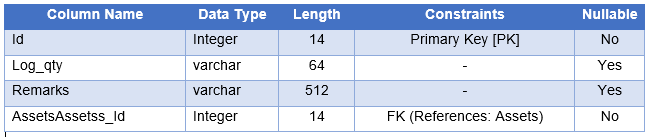 Column Name Data Type Length Constraints Nullable
Id Integer 14 Primary Key [PK] No
Log_qty varchar 64 - Yes
Remarks varchar 512 - Yes
AssetsAssetss_Id Integer 14 FK (References: Assets) No